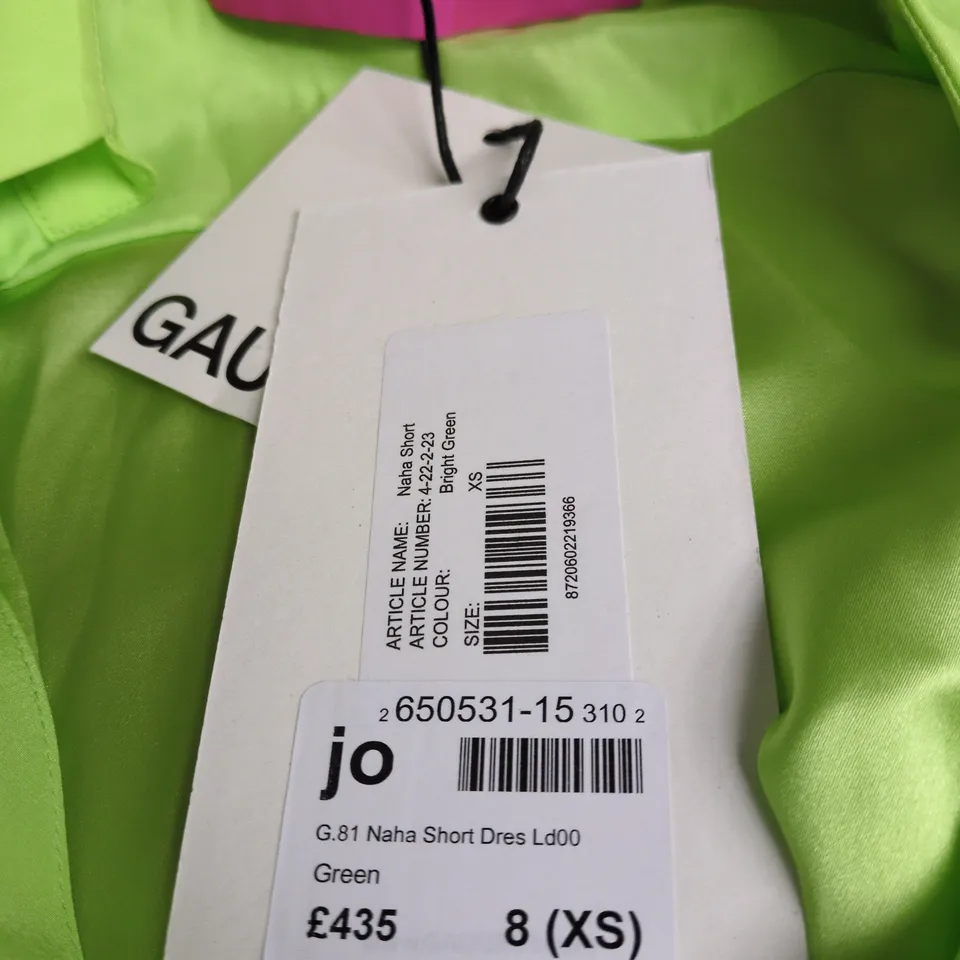 GAU
ARTICLE NAME: Naha Short
ARTICLE NUMBER: 4-22-2-23
COLOUR: Bright Green
SIZE: XS
8720602219366
2 650531-15 310 2
jo
G.81 Naha Short Dres Ld00
Green
£435 8 (XS)